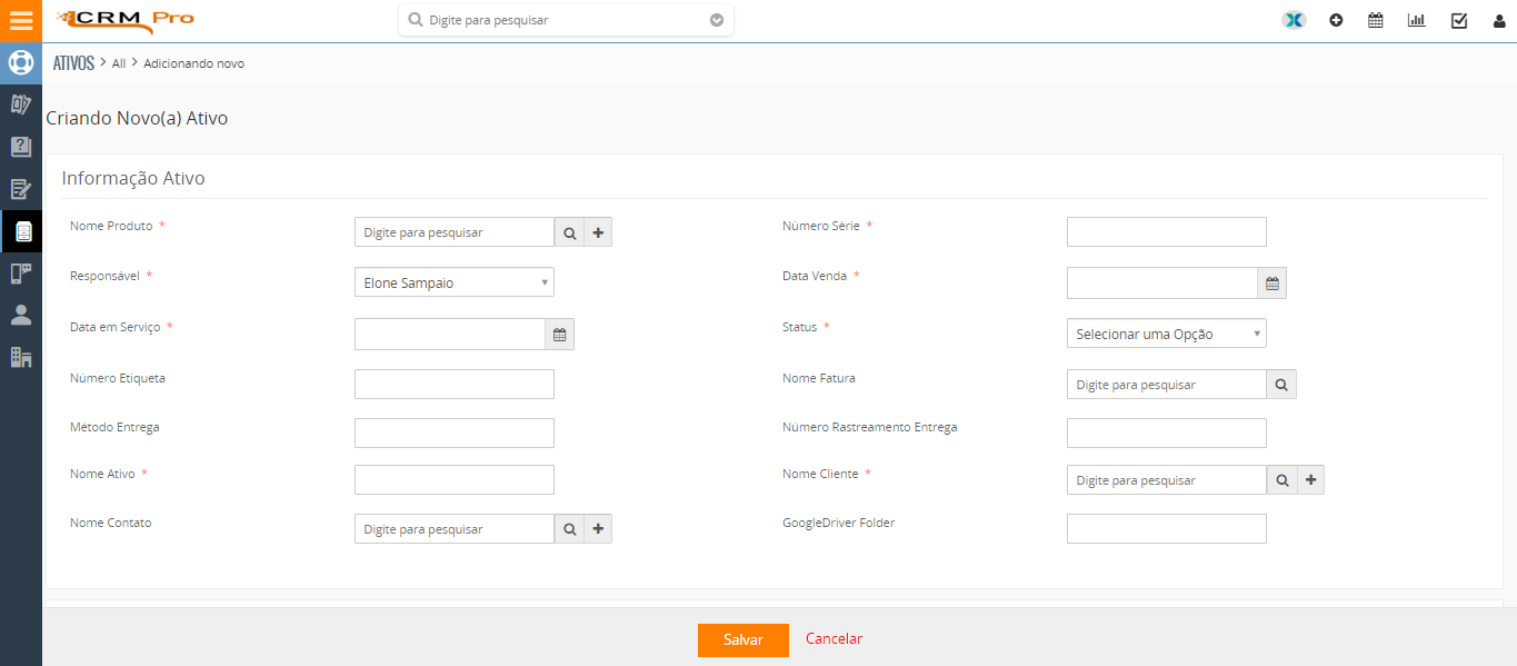 CRM Pro
Digite para pesquisar
ATIVOS > All > Adicionando novo
Criando Novo(a) Ativo
Informação Ativo
Nome Produto * Digite para pesquisar Número Série *
Responsável * Elone Sampaio Data Venda *
Data em Serviço * Status * Selecionar uma Opção
Número Etiqueta Nome Fatura Digite para pesquisar
Método Entrega Número Rastreamento Entrega
Nome Ativo * Nome Cliente * Digite para pesquisar
Nome Contato Digite para pesquisar GoogleDriver Folder
Salvar Cancelar